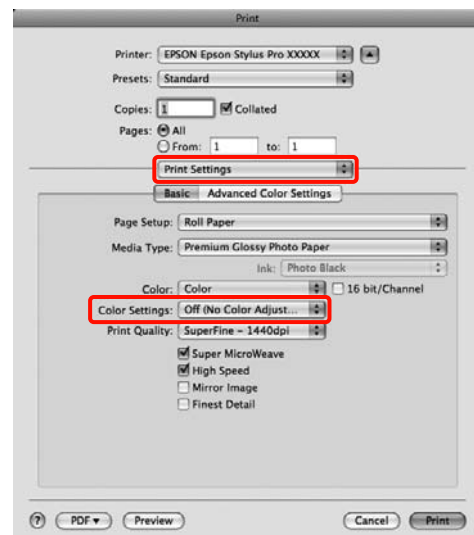 Print
Printer: EPSON Epson Stylus Pro XXXXX
Presets: Standard
Copies: 1 Collated
Pages: All
From: 1 to: 1
Print Settings
Basic Advanced Color Settings
Page Setup: Roll Paper
Media Type: Premium Glossy Photo Paper
Ink: Photo Black
Color: Color 16 bit/Channel
Color Settings: Off (No Color Adjust...
Print Quality: SuperFine - 1440dpi
Super MicroWeave
High Speed
Mirror Image
Finest Detail
? PDF Preview Cancel Print